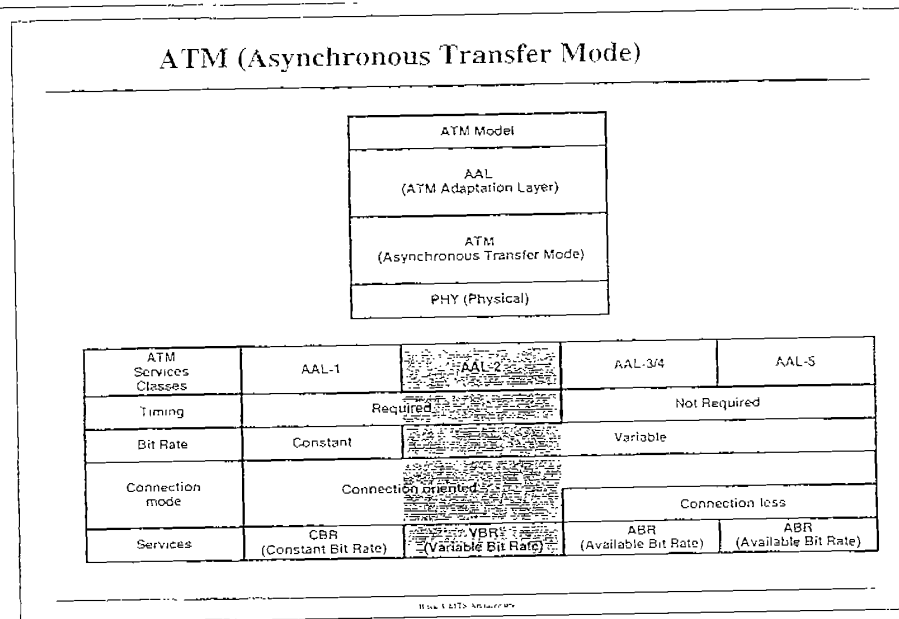 ATM (Asynchronous Transfer Mode)
ATM Model
AAL
(ATM Adaptation Layer)
ATM
(Asynchronous Transfer Mode)
PHY (Physical)
ATM
Services
Classes
AAL-1
AAL-2
AAL-3/4
AAL-5
Timing
Required
Not Required
Bit Rate
Constant
Variable
Connection
mode
Connection oriented
Connection less
Services
CBR
(Constant Bit Rate)
VBR
(Variable Bit Rate)
ABR
(Available Bit Rate)
ABR
(Available Bit Rate)